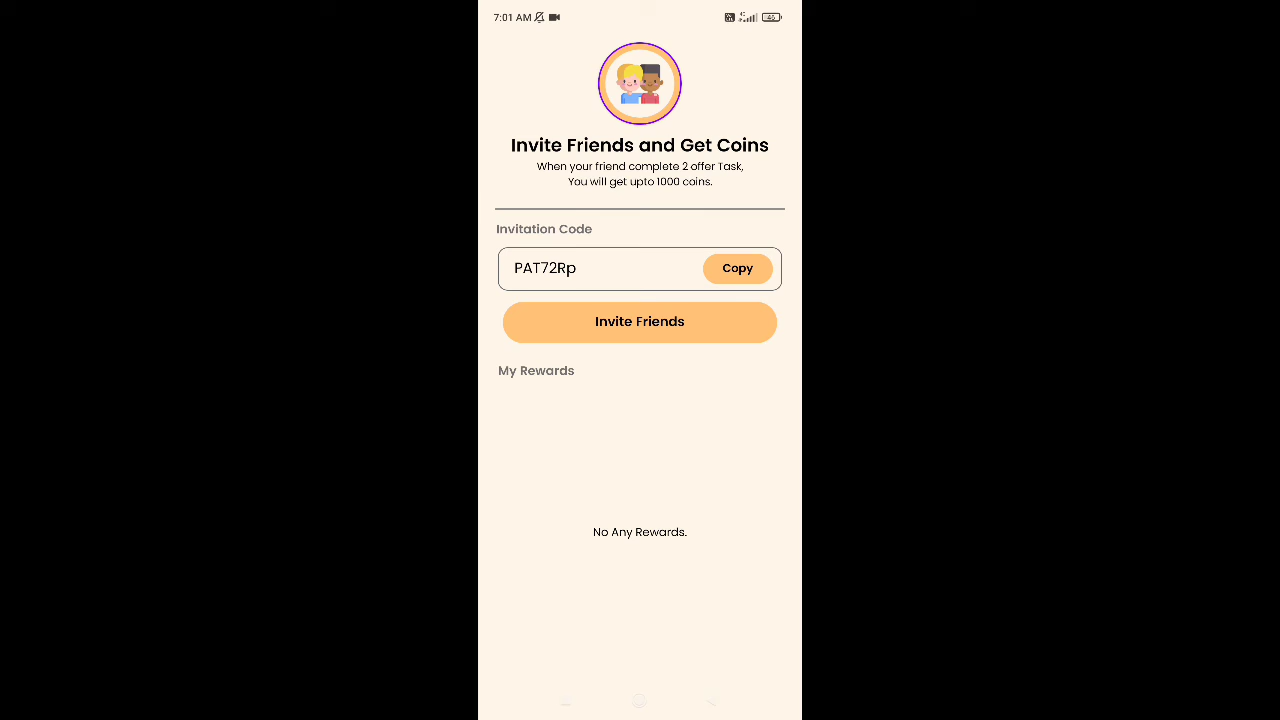 7:01 AM
Invite Friends and Get Coins
When your friend complete 2 offer Task,
You will get upto 1000 coins.
Invitation Code
PAT72Rp
Copy
Invite Friends
My Rewards
No Any Rewards.